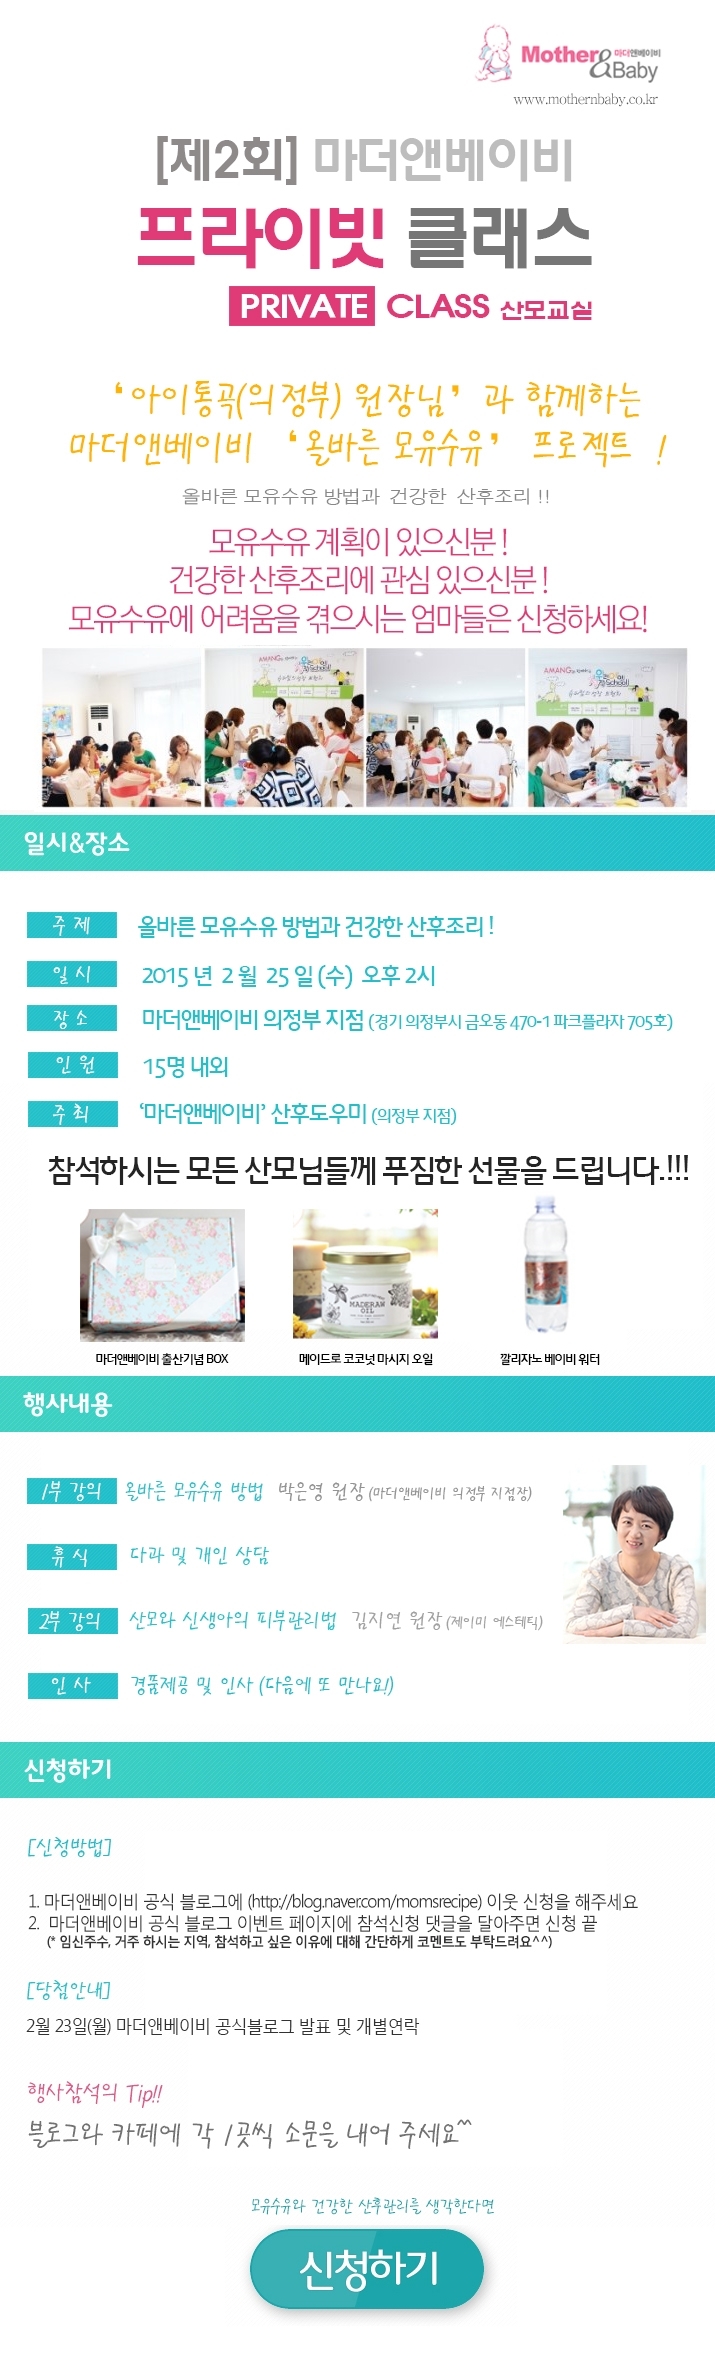 Mother&Baby 마더앤베이비
www.mothernbaby.co.kr
[제2회] 마더앤베이비
프라이빗 클래스
PRIVATE CLASS 산모교실
‘아이통곡(의정부) 원장님’과 함께하는
마더앤베이비 ‘올바른 모유수유’ 프로젝트 !
올바른 모유수유 방법과 건강한 산후조리 !!
모유수유 계획이 있으신분 !
건강한 산후조리에 관심 있으신분 !
모유수유에 어려움을 겪으시는 엄마들은 신청하세요!
AMANG
School!
AMANG
School!
일시&장소
주 제 올바른 모유수유 방법과 건강한 산후조리 !
일 시 2015 년 2 월 25 일 (수) 오후 2시
장 소 마더앤베이비 의정부 지점 (경기 의정부시 금오동 470-1 파크플라자 705호)
인 원 15명 내외
주 최 ‘마더앤베이비’ 산후도우미 (의정부 지점)
참석하시는 모든 산모님들께 푸짐한 선물을 드립니다.!!!
MADERAW
OIL
마더앤베이비 출산기념 BOX 메이드로 코코넛 마시지 오일 깔리자노 베이비 워터
행사내용
1부 강의 올바른 모유수유 방법 박은영 원장 (마더앤베이비 의정부 지점장)
휴 식 다과 및 개인 상담
2부 강의 산모와 신생아의 피부관리법 김지연 원장 (제이미 에스테틱)
인 사 경품제공 및 인사 (다음에 또 만나요!)
신청하기
[신청방법]
1. 마더앤베이비 공식 블로그에 (http://blog.naver.com/momsrecipe) 이웃 신청을 해주세요
2. 마더앤베이비 공식 블로그 이벤트 페이지에 참석신청 댓글을 달아주면 신청 끝
(* 임신주수, 거주 하시는 지역, 참석하고 싶은 이유에 대해 간단하게 코멘트도 부탁드려요^^)
[당첨안내]
2월 23일(월) 마더앤베이비 공식블로그 발표 및 개별연락
행사참석의 Tip!!
블로그와 카페에 각 1곳씩 소문을 내어 주세요^^
모유수유와 건강한 산후관리를 생각한다면
신청하기